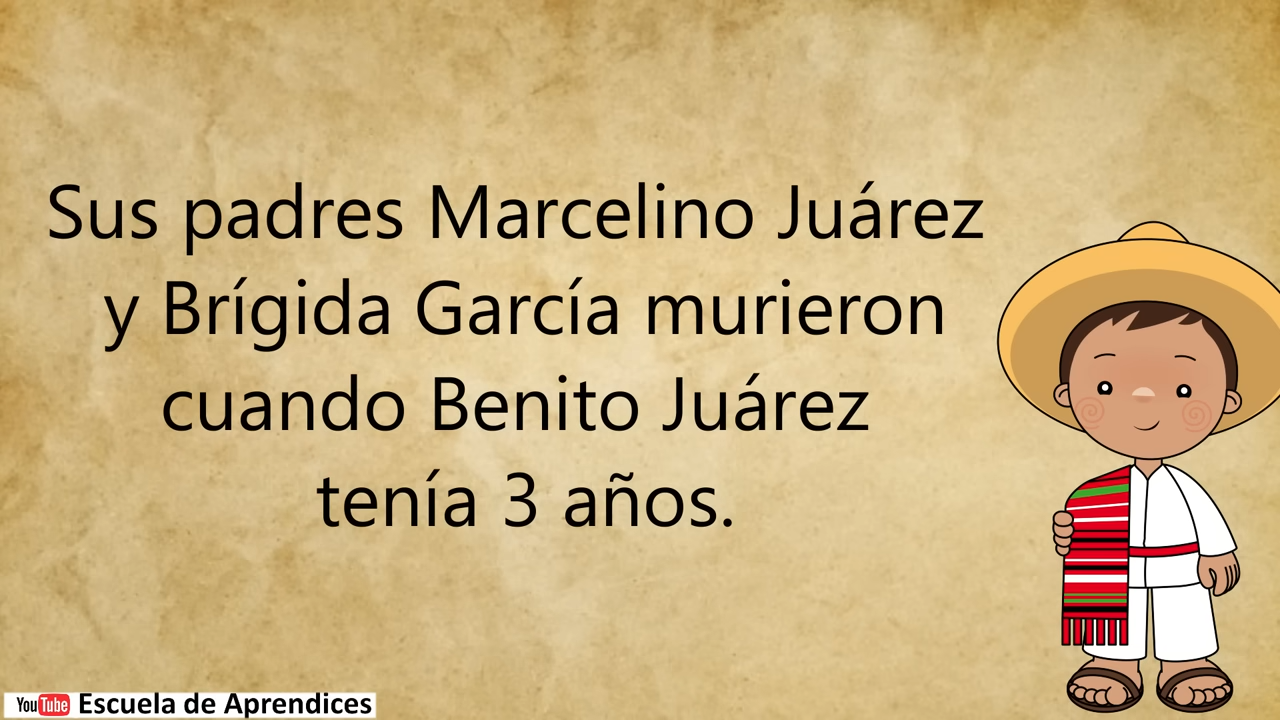 Sus padres Marcelino Juárez
y Brígida García murieron
cuando Benito Juárez
tenía 3 años.
YouTube Escuela de Aprendices